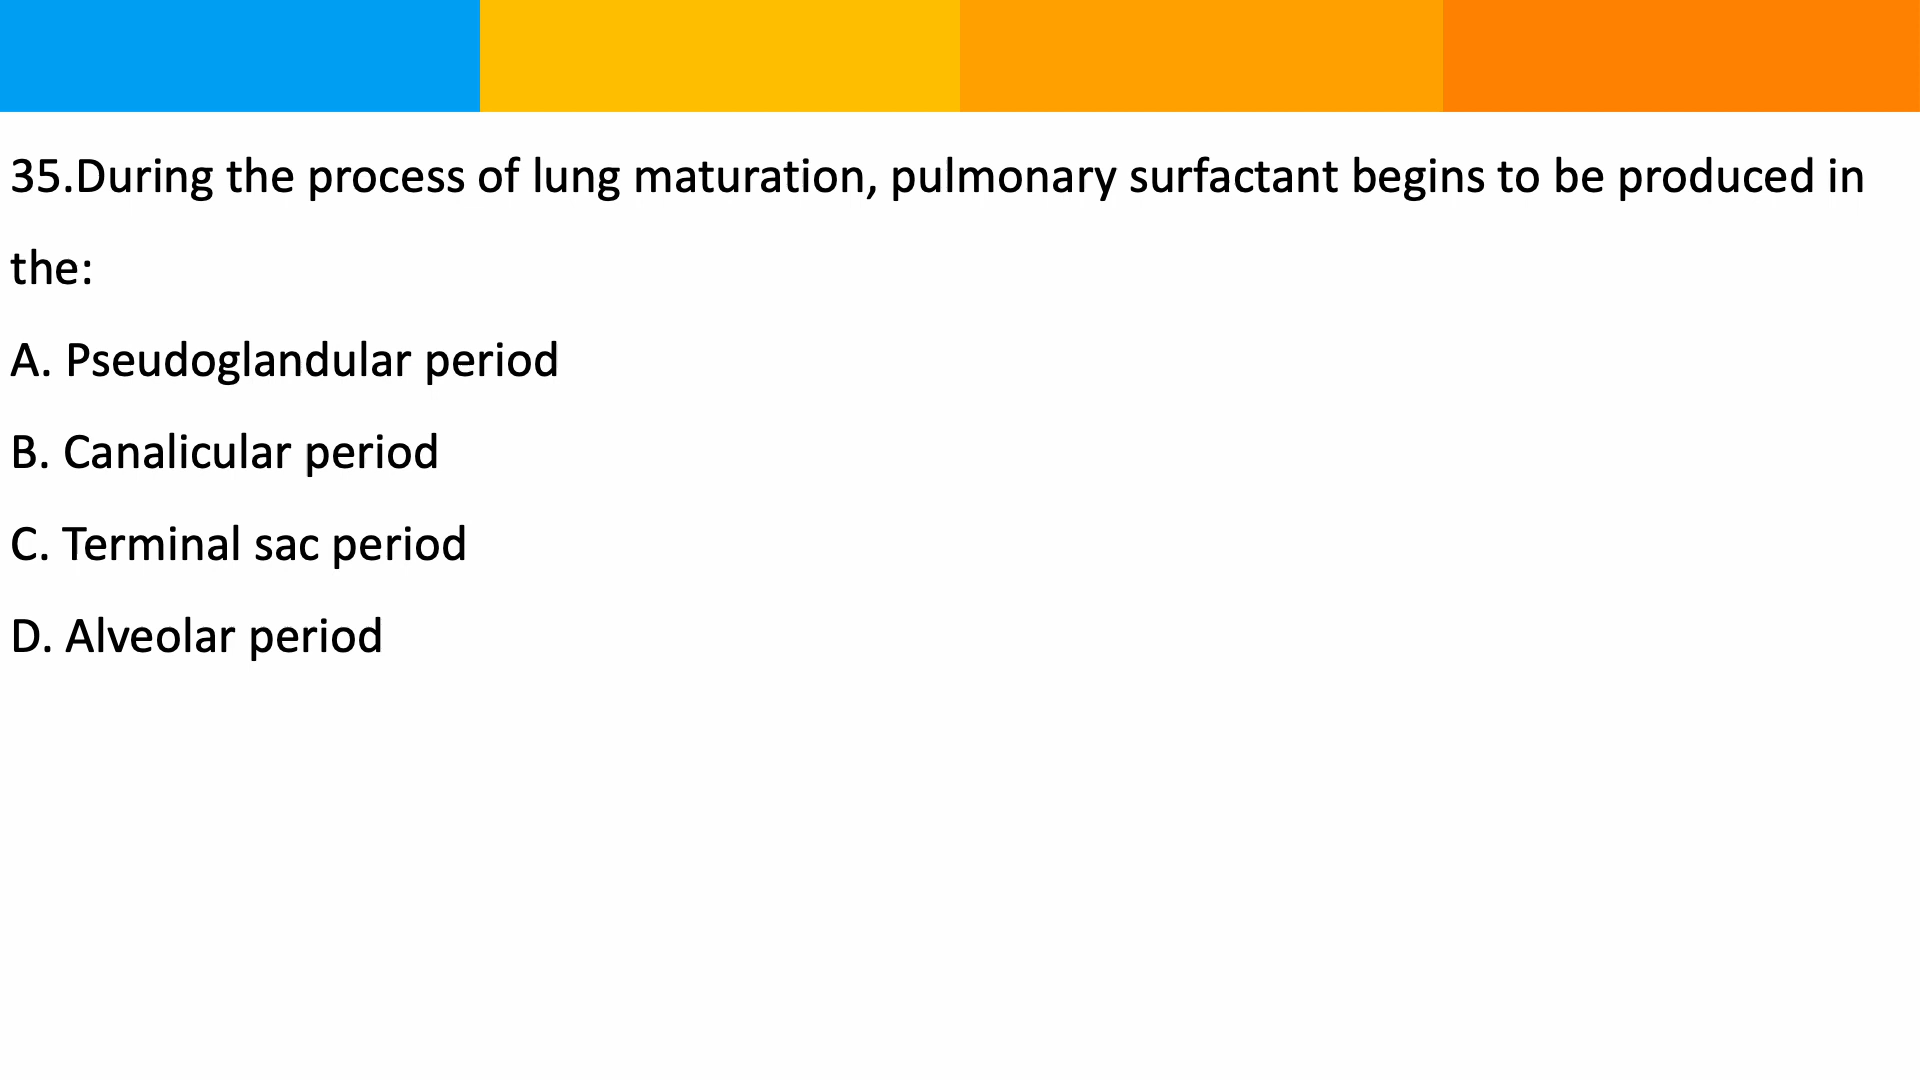 35.During the process of lung maturation, pulmonary surfactant begins to be produced in
the:
A. Pseudoglandular period
B. Canalicular period
C. Terminal sac period
D. Alveolar period